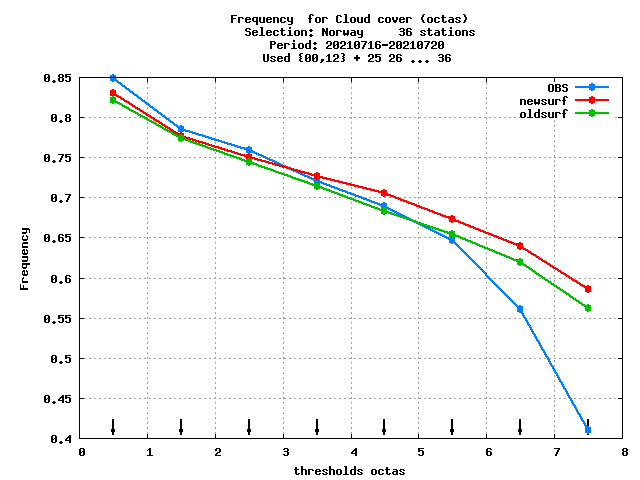 Frequency  for Cloud cover (octas)
Selection: Norway     36 stations
Period: 20210716-20210720
Used {00,12} + 25 26 ... 36
OBS
newsurf
oldsurf
0.85
0.8
0.75
0.7
0.65
0.6
0.55
0.5
0.45
0.4
Frequency
0 1 2 3 4 5 6 7 8
thresholds octas